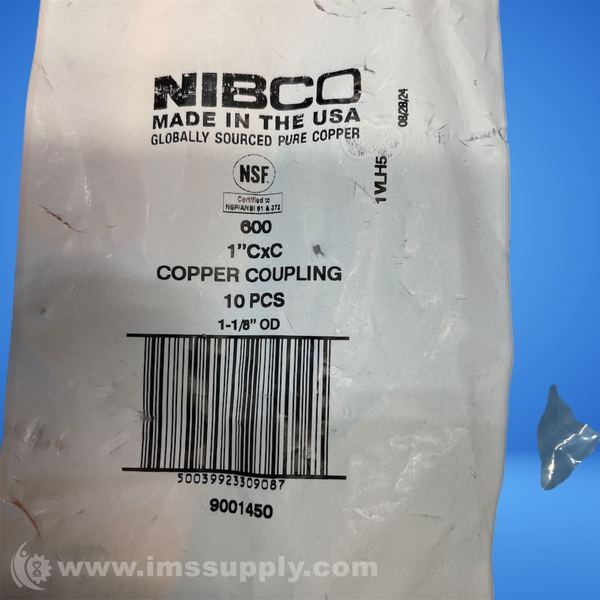 NIBCO
MADE IN THE USA
GLOBALLY SOURCED PURE COPPER
NSF
Certified to
NSF/ANSI 61 & 372
600
1"CxC
COPPER COUPLING
10 PCS
1-1/8" OD
50039923309087
9001450
1VLH5
08/28/24
www.imssupply.com